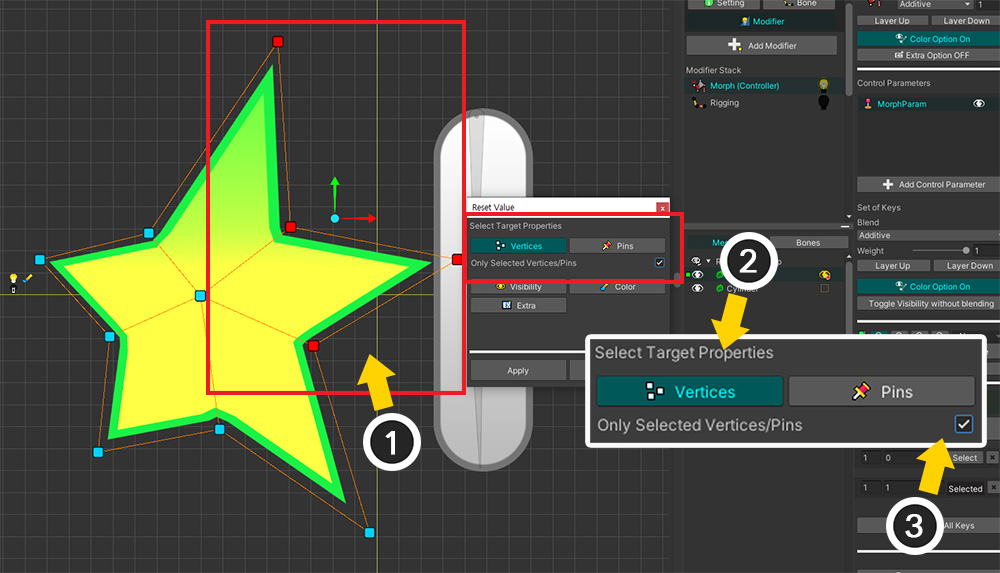 Setting
Bone
Modifier
Add Modifier
Modifier Stack
Morph (Controller)
Rigging
Additive
1
Layer Up
Layer Down
Color Option On
Extra Option OFF
Control Parameters
MorphParam
Add Control Parameter
Set of Keys
Blend
Additive
Weight
1
Layer Up
Layer Down
Color Option On
Toggle Visibility without blending
Bones
Reset Value
x
Select Target Properties
Vertices
Pins
Only Selected Vertices/Pins
Visibility
Color
Extra
Apply
1
2
Select Target Properties
Vertices
Pins
Only Selected Vertices/Pins
3
1 0 Select
1 1 Selected
All Keys